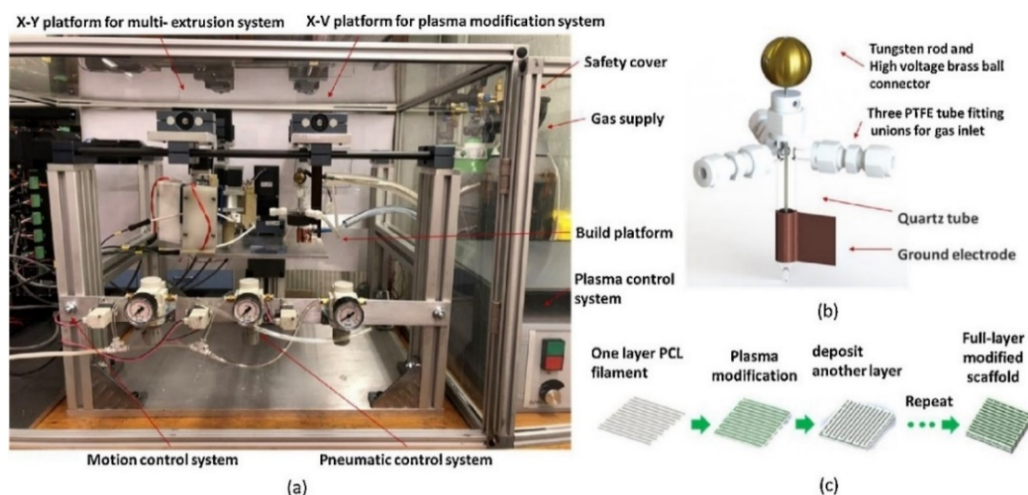 X-Y platform for multi- extrusion system
X-V platform for plasma modification system
Safety cover
Gas supply
Build platform
Plasma control
system
Motion control system
Pneumatic control system
(a)
Tungsten rod and
High voltage brass ball
connector
Three PTFE tube fitting
unions for gas inlet
Quartz tube
Ground electrode
(b)
One layer PCL
filament
Plasma
modification
deposit
another layer
Repeat
Full-layer
modified
scaffold
(c)